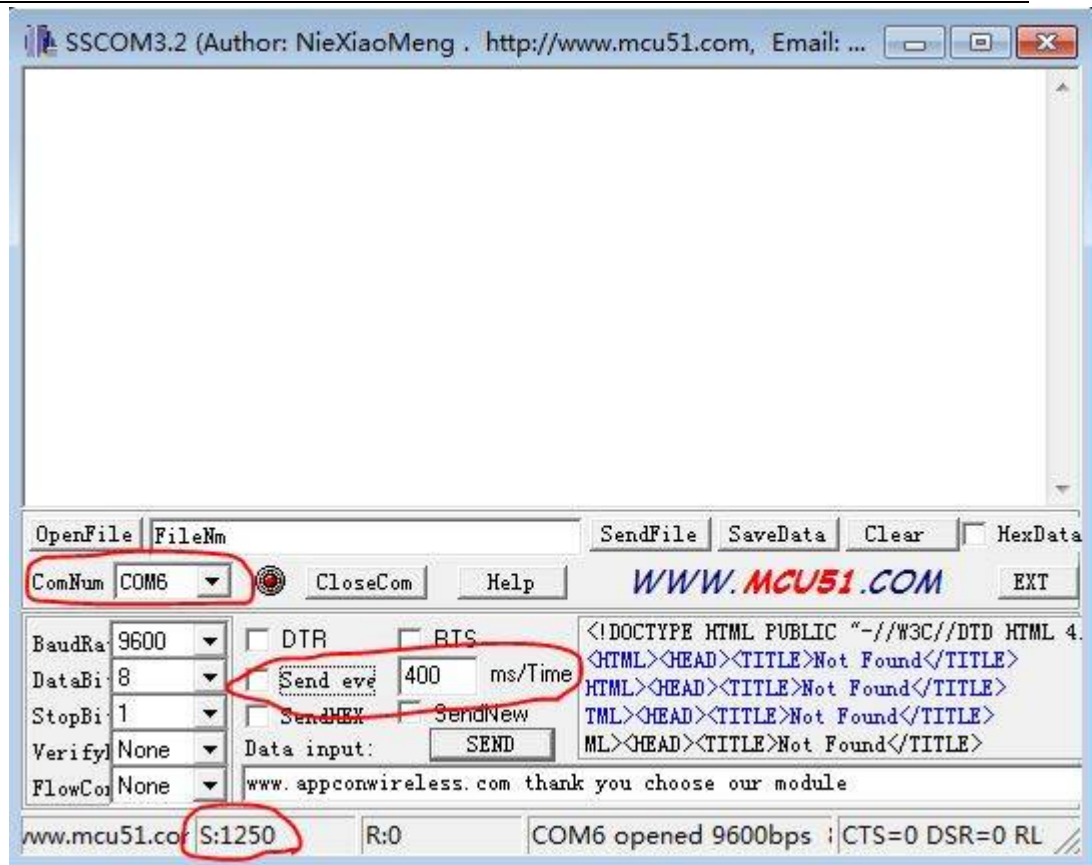 SSCOM3.2 (Author: NieXiaoMeng . http://www.mcu51.com, Email: ...
OpenFile FileNm SendFile SaveData Clear HexData
ComNum COM6 CloseCom Help WWW.MCU51.COM EXT
BaudRa 9600 DTR RTS
DataBi 8 Send eve 400 ms/Time
StopBi 1 SendHEX SendNew
Verify None Data input: SEND
FlowCo None www.appconwireless.com thank you choose our module
<!DOCTYPE HTML PUBLIC "-//W3C//DTD HTML 4.
<HTML><HEAD><TITLE>Not Found</TITLE>
HTML><HEAD><TITLE>Not Found</TITLE>
TML><HEAD><TITLE>Not Found</TITLE>
ML><HEAD><TITLE>Not Found</TITLE>
www.mcu51.cor S:1250 R:0 COM6 opened 9600bps CTS=0 DSR=0 RL